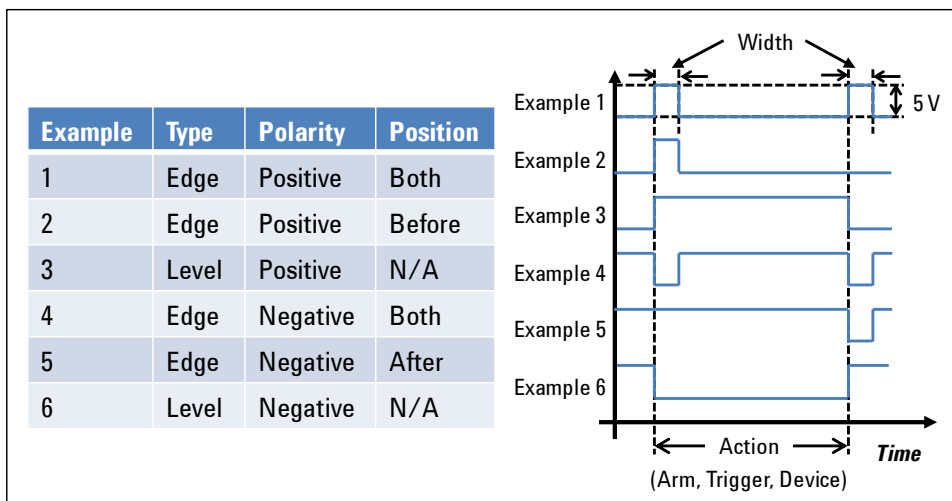 Example Type Polarity Position
1 Edge Positive Both
2 Edge Positive Before
3 Level Positive N/A
4 Edge Negative Both
5 Edge Negative After
6 Level Negative N/A
Width
Example 1
5 V
Example 2
Example 3
Example 4
Example 5
Example 6
Action
Time
(Arm, Trigger, Device)